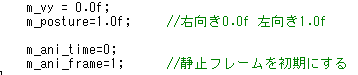 m_vy = 0.0f;
m_posture=1.0f;    //右向き0.0f 左向き1.0f
m_ani_time=0;
m_ani_frame=1;    //静止フレームを初期にする